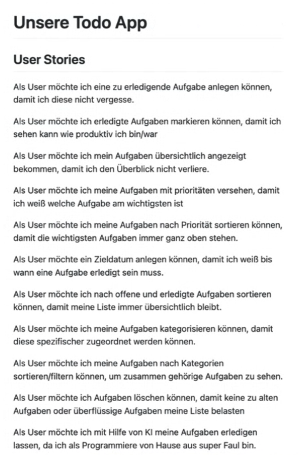 Unsere Todo App
User Stories
Als User möchte ich eine zu erledigende Aufgabe anlegen können,
damit ich diese nicht vergesse.
Als User möchte ich erledigte Aufgaben markieren können, damit ich
sehen kann wie produktiv ich bin/war
Als User möchte ich mein Aufgaben übersichtlich angezeigt
bekommen, damit ich den Überblick nicht verliere.
Als User möchte ich meine Aufgaben mit prioritäten versehen, damit
ich weiß welche Aufgabe am wichtigsten ist
Als User möchte ich meine Aufgaben nach Priorität sortieren können,
damit die wichtigsten Aufgaben immer ganz oben stehen.
Als User möchte ein Zieldatum anlegen können, damit ich weiß bis
wann eine Aufgabe erledigt sein muss.
Als User möchte ich nach offene und erledigte Aufgaben sortieren
können, damit meine Liste immer übersichtlich bleibt.
Als User möchte ich meine Aufgaben kategorisieren können, damit
diese spezifischer zugeordnet werden können.
Als User möchte ich meine Aufgaben nach Kategorien
sortieren/filtern können, um zusammen gehörige Aufgaben zu sehen.
Als User möchte ich Aufgaben löschen können, damit keine zu alten
Aufgaben oder überflüssige Aufgaben meine Liste belasten
Als User möchte ich mit Hilfe von KI meine Aufgaben erledigen
lassen, da ich als Programmiere von Hause aus super Faul bin.